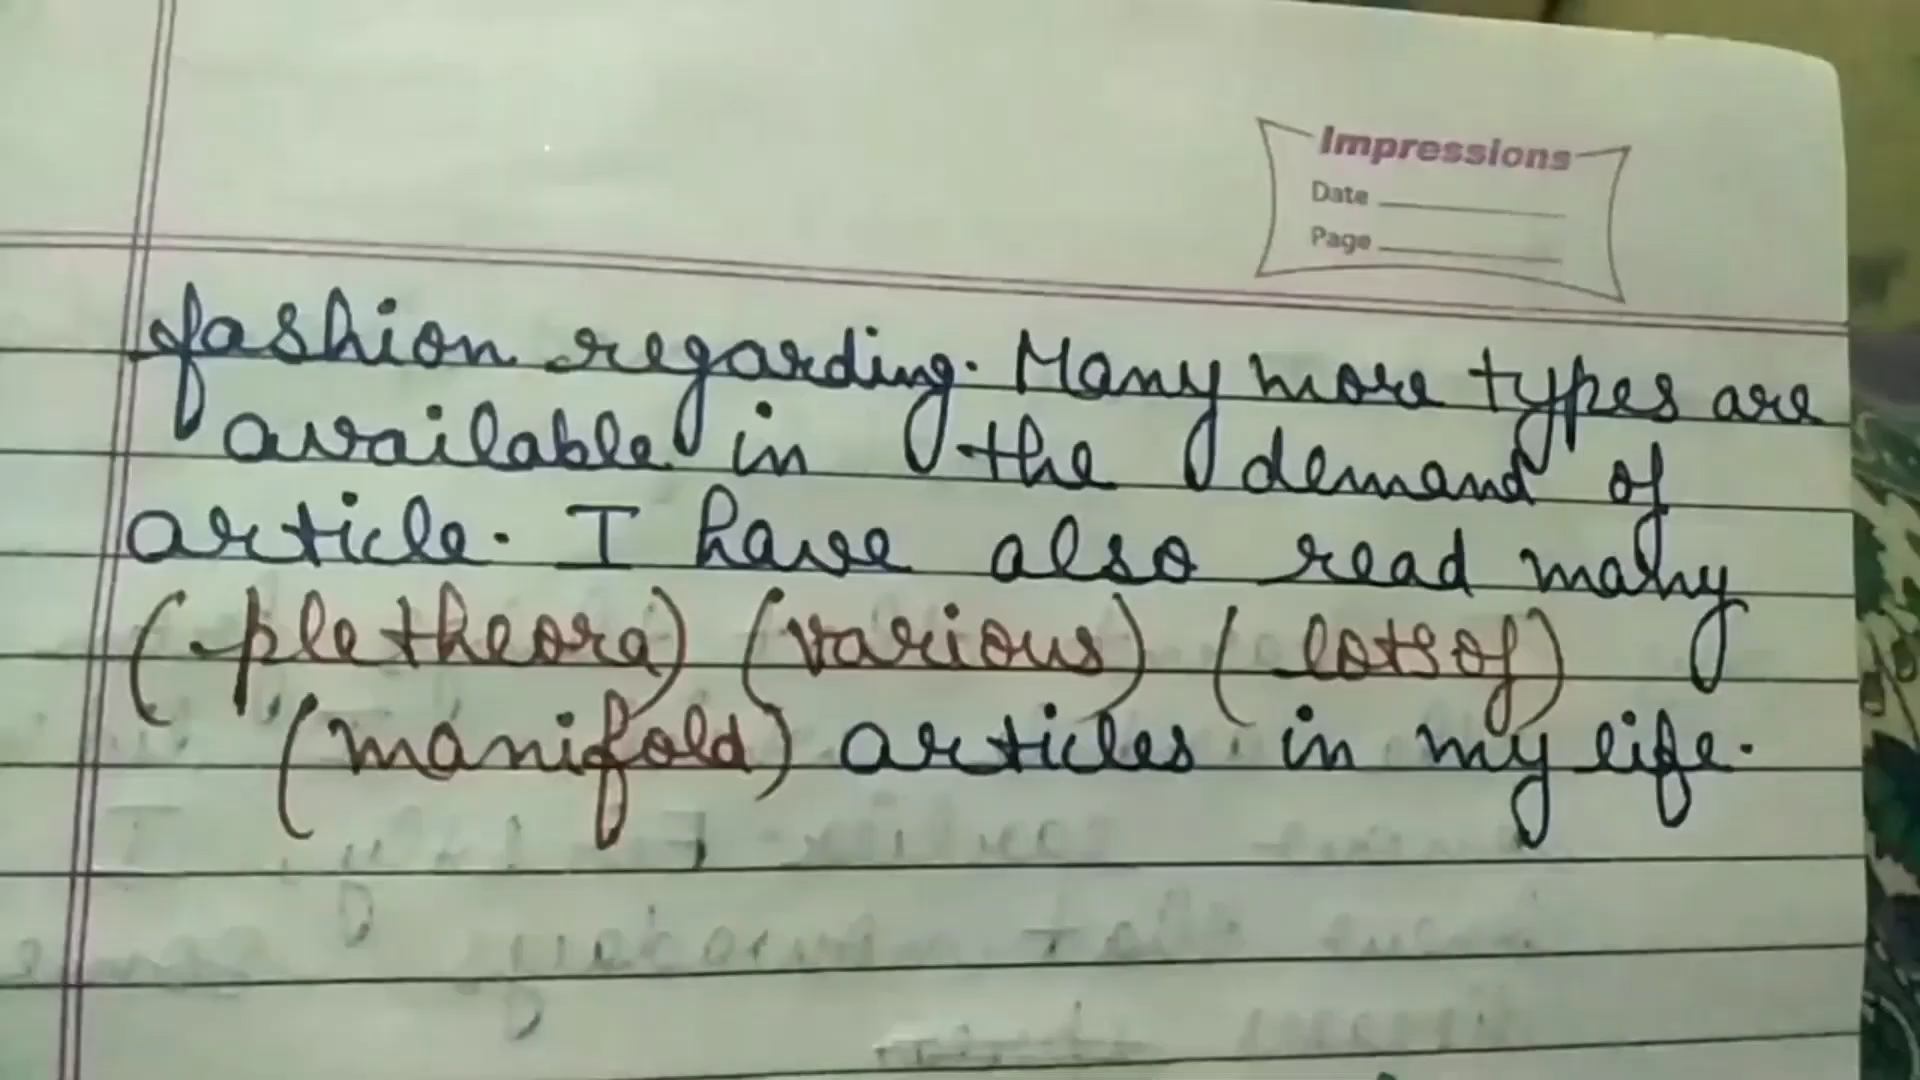 Impressions
Date
Page
fashion regarding. Many more types are
available in the demand of
article. I have also read many
(pletheora) (various) (lots of)
(manifold) articles in my life.